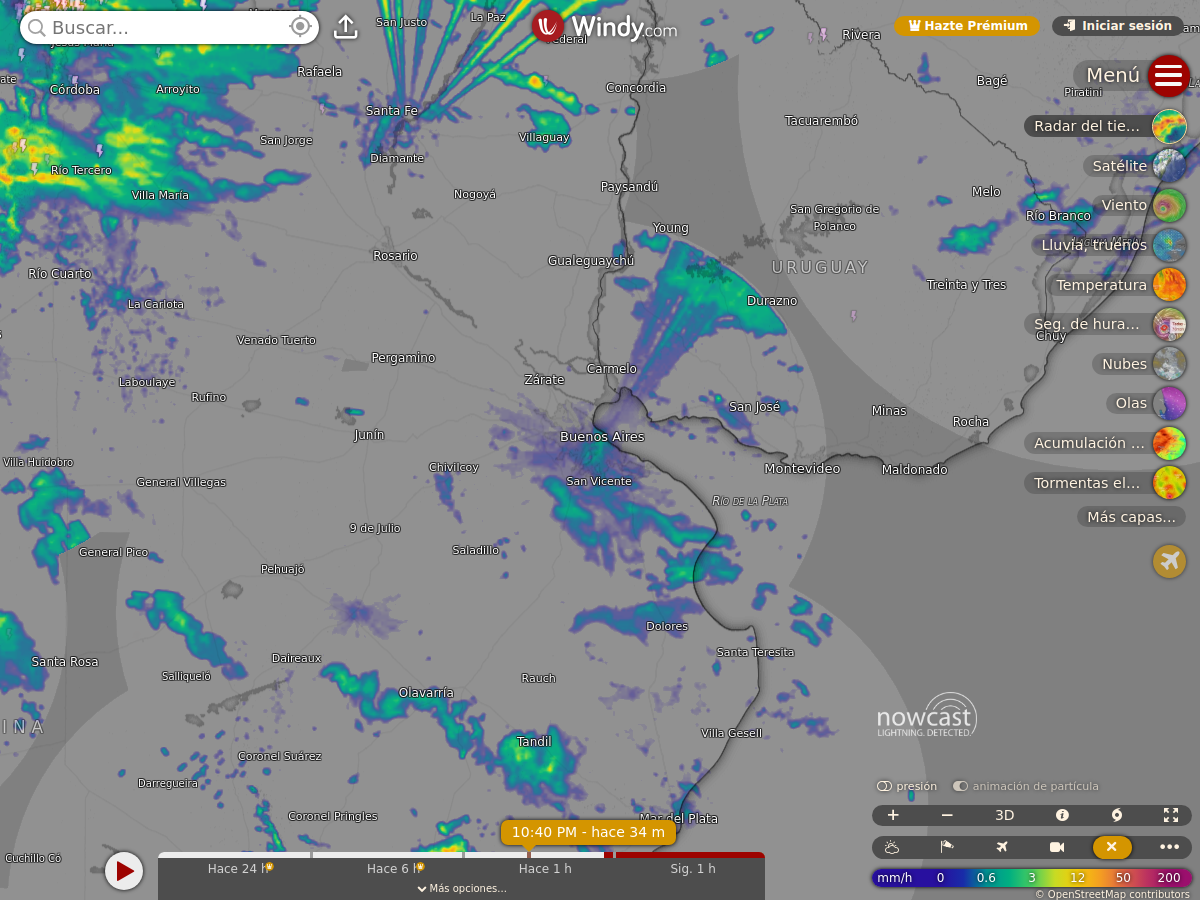 Buscar...
San Justo
La Paz
Windy.com
Federal
Hazte Prémium
Iniciar sesión
Rivera
Jesús María
Rafaela
Menú
Bagé
Piratini
Córdoba
Arroyito
Concordia
Santa Fe
Tacuarembó
Radar del tie...
San Jorge
Villaguay
Diamante
Satélite
Río Tercero
Villa María
Nogoyá
Paysandú
Melo
Viento
San Gregorio de
Polanco
Río Branco
Young
Lluvia, truenos
Rosario
Gualeguaychú
URUGUAY
Río Cuarto
Treinta y Tres
Temperatura
La Carlota
Durazno
Seg. de hura...
Chuy
Venado Tuerto
Pergamino
Carmelo
Nubes
Zárate
Laboulaye
Rufino
Olas
San José
Minas
Rocha
Junín
Buenos Aires
Acumulación ...
Villa Huidobro
Chivilcoy
Montevideo
Maldonado
General Villegas
San Vicente
Tormentas el...
Río de la Plata
Más capas...
9 de Julio
General Pico
Saladillo
Pehuajó
Dolores
Santa Rosa
Daireaux
Santa Teresita
Salliqueló
Rauch
Olavarría
INA
nowcast
LIGHTNING. DETECTED.
Villa Gesell
Tandil
Coronel Suárez
Darregueira
presión
animación de partícula
Coronel Pringles
Mar del Plata
+ − 3D
10:40 PM - hace 34 m
Cuchillo Có
Hace 24 h
Hace 6 h
Hace 1 h
Sig. 1 h
Más opciones...
mm/h 0 0.6 3 12 50 200
© OpenStreetMap contributors